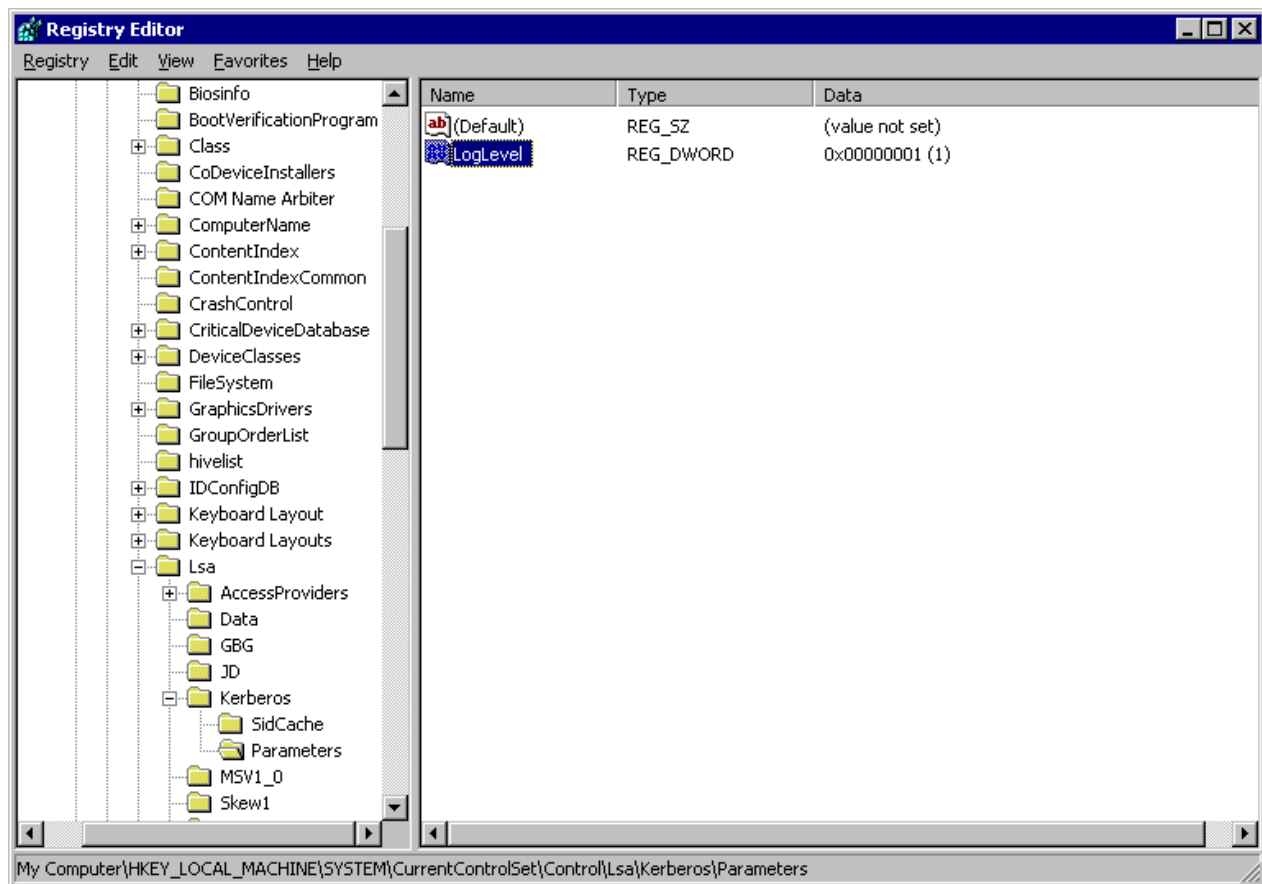 Registry Editor
Registry Edit View Favorites Help
Biosinfo
BootVerificationProgram
Class
CoDeviceInstallers
COM Name Arbiter
ComputerName
ContentIndex
ContentIndexCommon
CrashControl
CriticalDeviceDatabase
DeviceClasses
FileSystem
GraphicsDrivers
GroupOrderList
hivelist
IDConfigDB
Keyboard Layout
Keyboard Layouts
Lsa
AccessProviders
Data
GBG
JD
Kerberos
SidCache
Parameters
MSV1_0
Skew1
Name Type Data
ab (Default) REG_SZ (value not set)
LogLevel REG_DWORD 0x00000001 (1)
My Computer\HKEY_LOCAL_MACHINE\SYSTEM\CurrentControlSet\Control\Lsa\Kerberos\Parameters